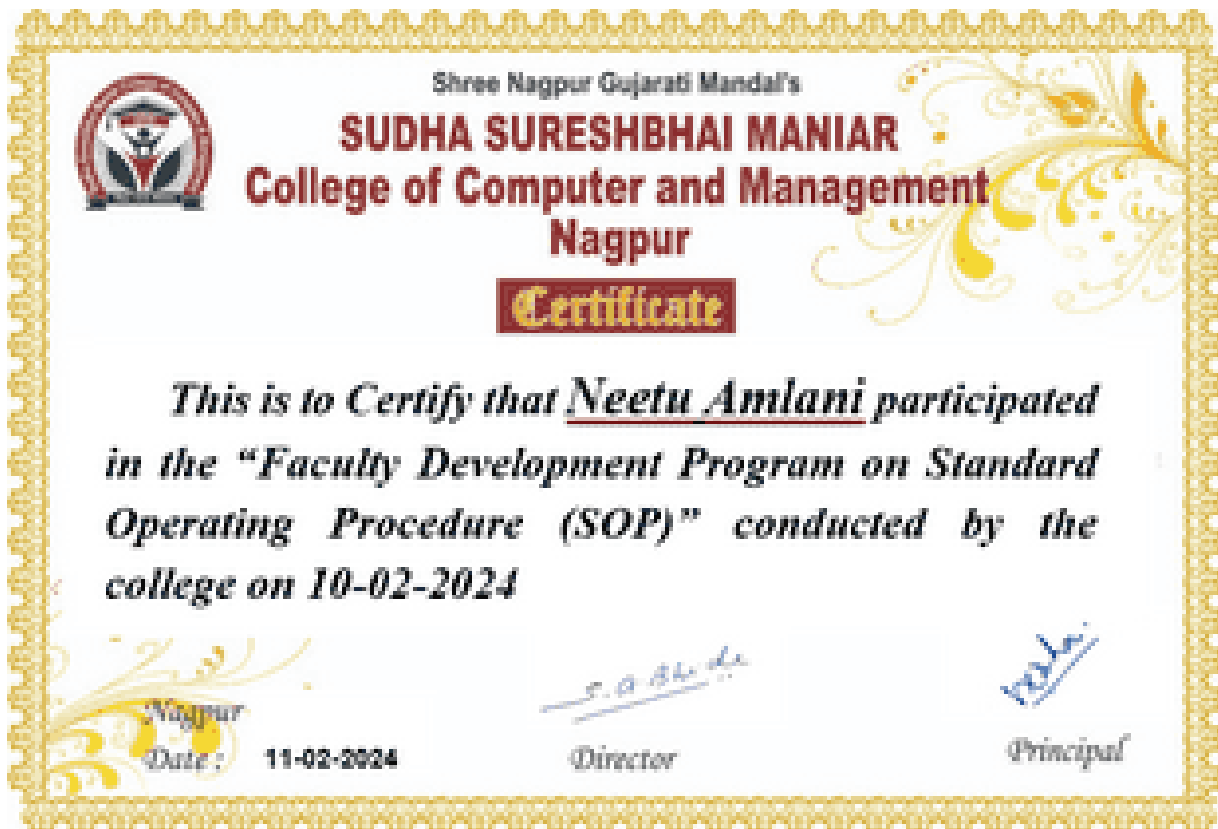 Shree Nagpur Gujarati Mandal's
SUDHA SURESHBHAI MANIAR
College of Computer and Management
Nagpur
Certificate
This is to Certify that Neetu Amlani participated
in the “Faculty Development Program on Standard
Operating Procedure (SOP)” conducted by the
college on 10-02-2024
Nagpur
Date : 11-02-2024
Director
Principal